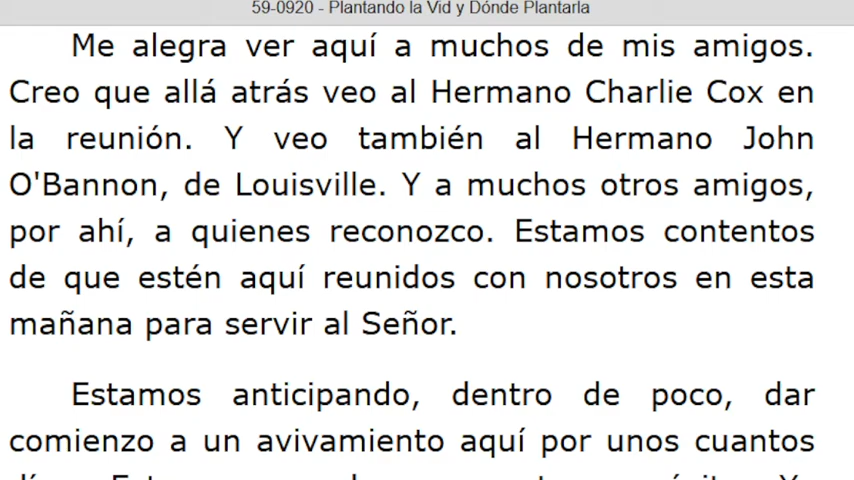 59-0920 - Plantando la Vid y Dónde Plantarla
Me alegra ver aquí a muchos de mis amigos.
Creo que allá atrás veo al Hermano Charlie Cox en
la reunión. Y veo también al Hermano John
O'Bannon, de Louisville. Y a muchos otros amigos,
por ahí, a quienes reconozco. Estamos contentos
de que estén aquí reunidos con nosotros en esta
mañana para servir al Señor.
Estamos anticipando, dentro de poco, dar
comienzo a un avivamiento aquí por unos cuantos